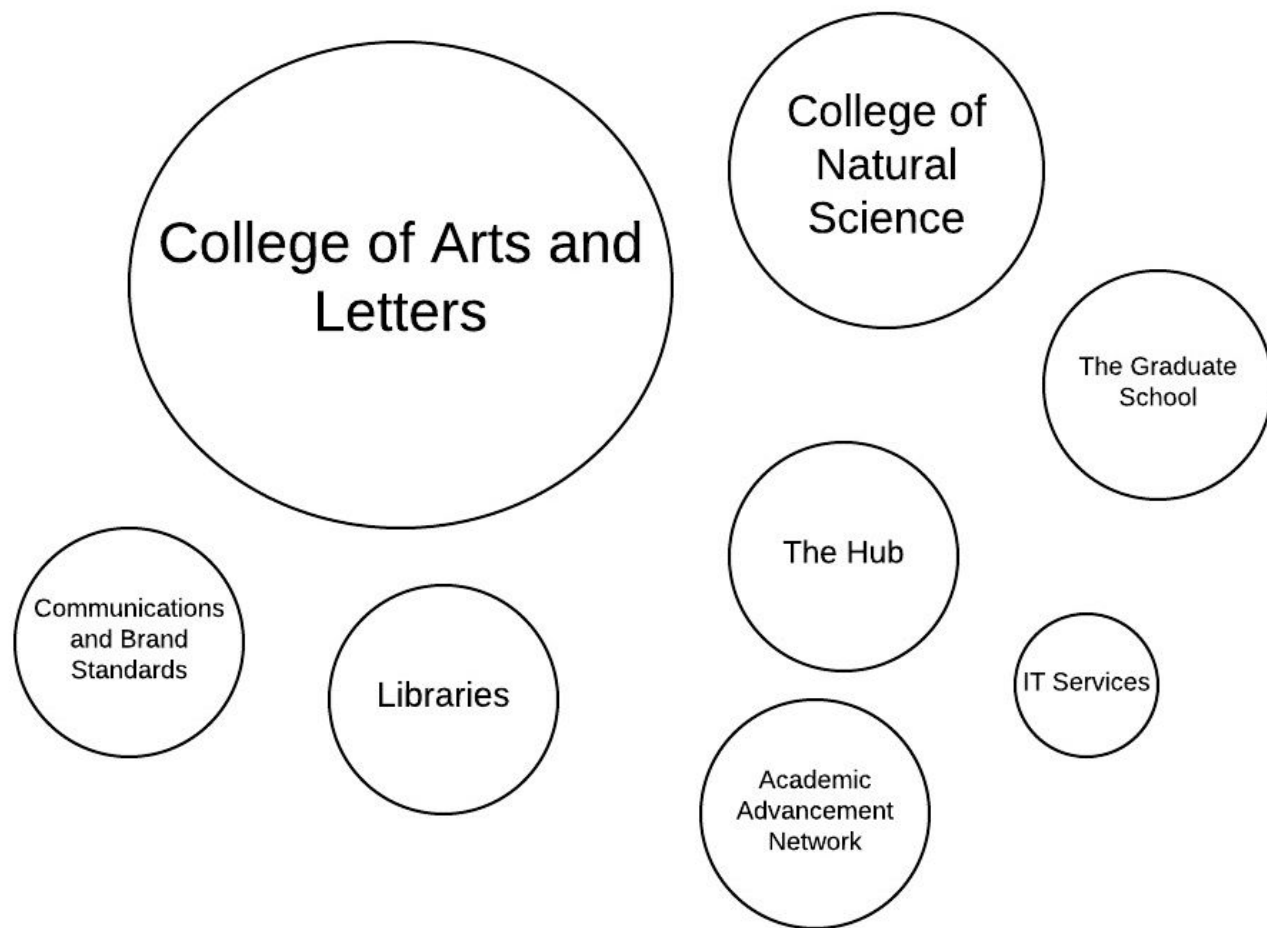 College of Arts and
Letters
College of
Natural
Science
The Graduate
School
The Hub
Communications
and Brand
Standards
Libraries
IT Services
Academic
Advancement
Network